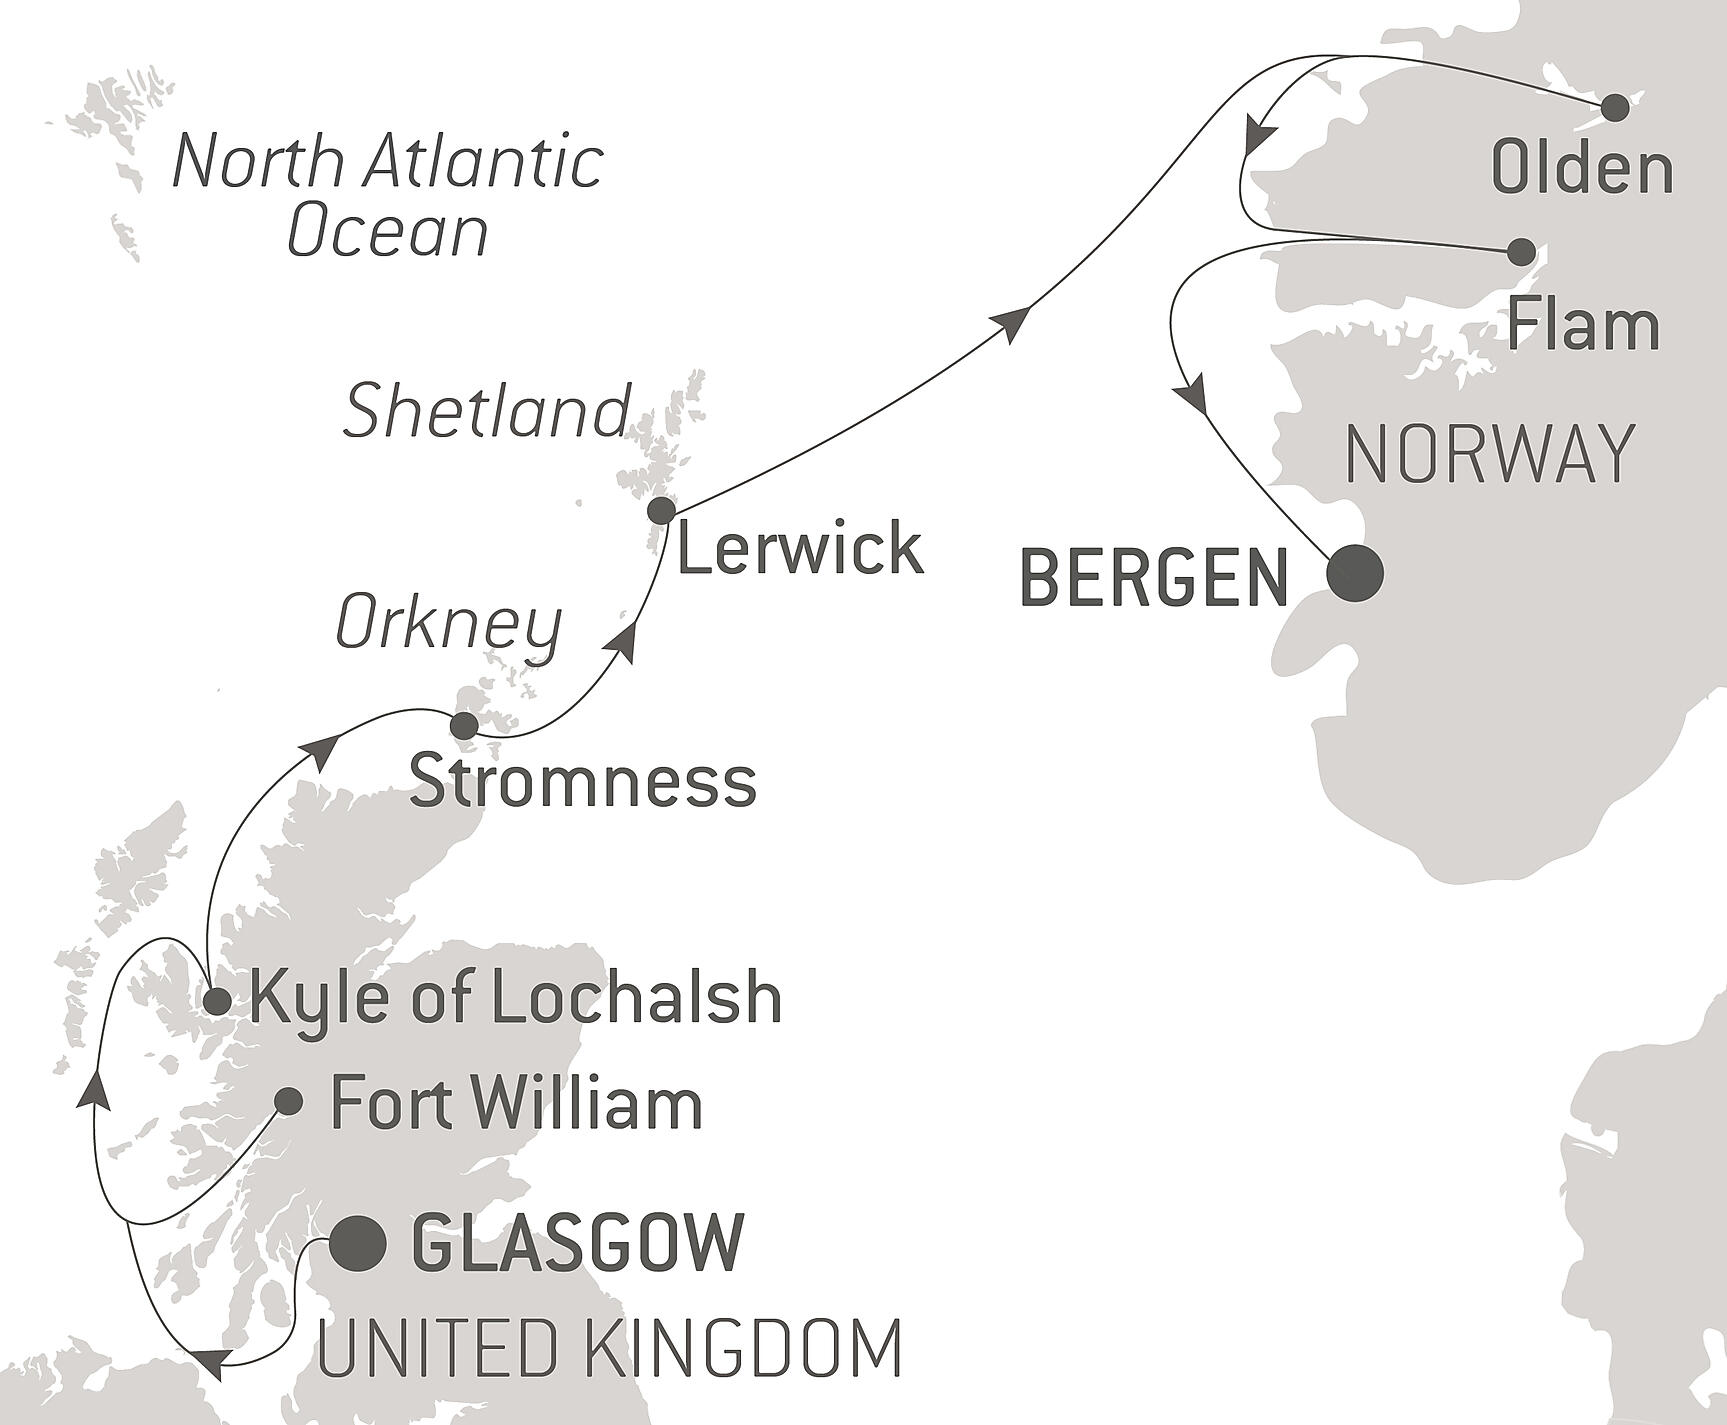 North Atlantic
Ocean
Olden
Flam
Shetland
NORWAY
Lerwick
BERGEN
Orkney
Stromness
Kyle of Lochalsh
Fort William
GLASGOW
UNITED KINGDOM